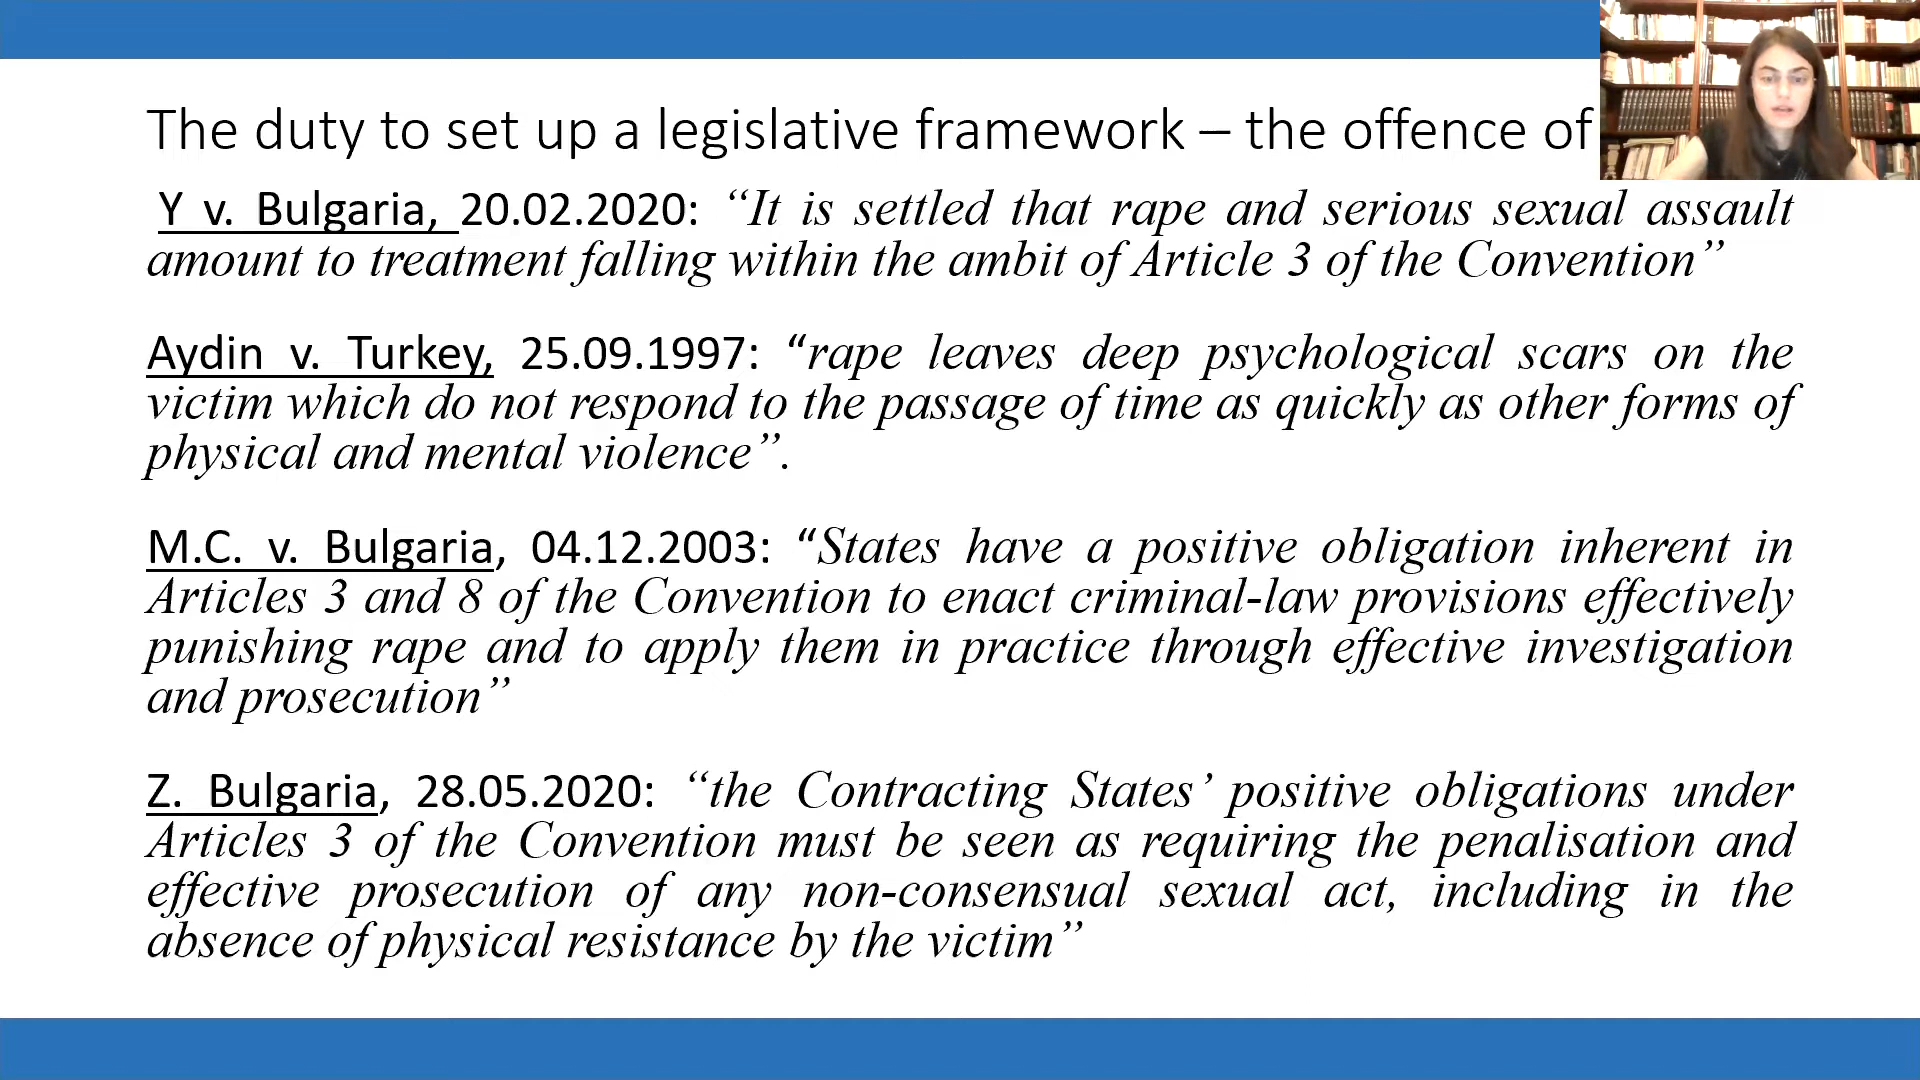 The duty to set up a legislative framework – the offence of
Y v. Bulgaria, 20.02.2020: “It is settled that rape and serious sexual assault
amount to treatment falling within the ambit of Article 3 of the Convention”
Aydin v. Turkey, 25.09.1997: “rape leaves deep psychological scars on the
victim which do not respond to the passage of time as quickly as other forms of
physical and mental violence”.
M.C. v. Bulgaria, 04.12.2003: “States have a positive obligation inherent in
Articles 3 and 8 of the Convention to enact criminal-law provisions effectively
punishing rape and to apply them in practice through effective investigation
and prosecution”
Z. Bulgaria, 28.05.2020: “the Contracting States’ positive obligations under
Articles 3 of the Convention must be seen as requiring the penalisation and
effective prosecution of any non-consensual sexual act, including in the
absence of physical resistance by the victim”